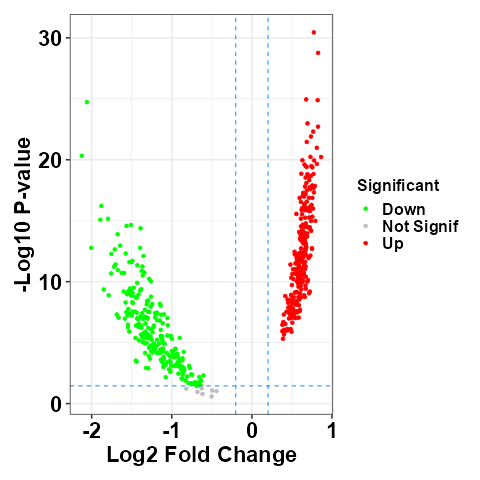 30
20
10
0
-Log10 P-value
-2
-1
0
1
Log2 Fold Change
Significant
Down
Not Signif
Up